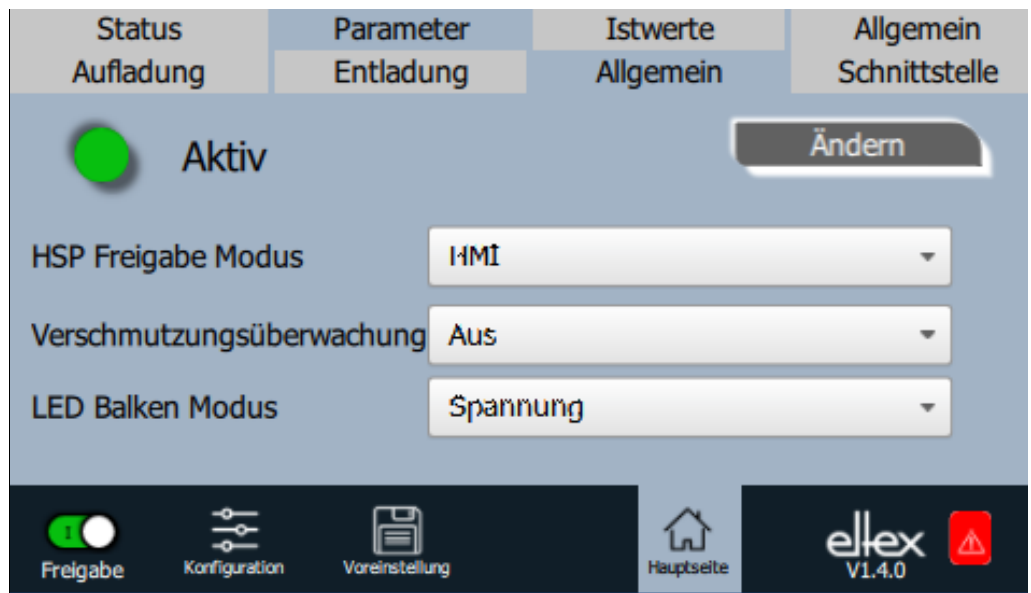 Status Parameter Istwerte Allgemein
Aufladung Entladung Allgemein Schnittstelle
Aktiv Ändern
HSP Freigabe Modus HMI
Verschmutzungsüberwachung Aus
LED Balken Modus Spannung
I
Freigabe Konfiguration Voreinstellung Hauptseite eltex
V1.4.0